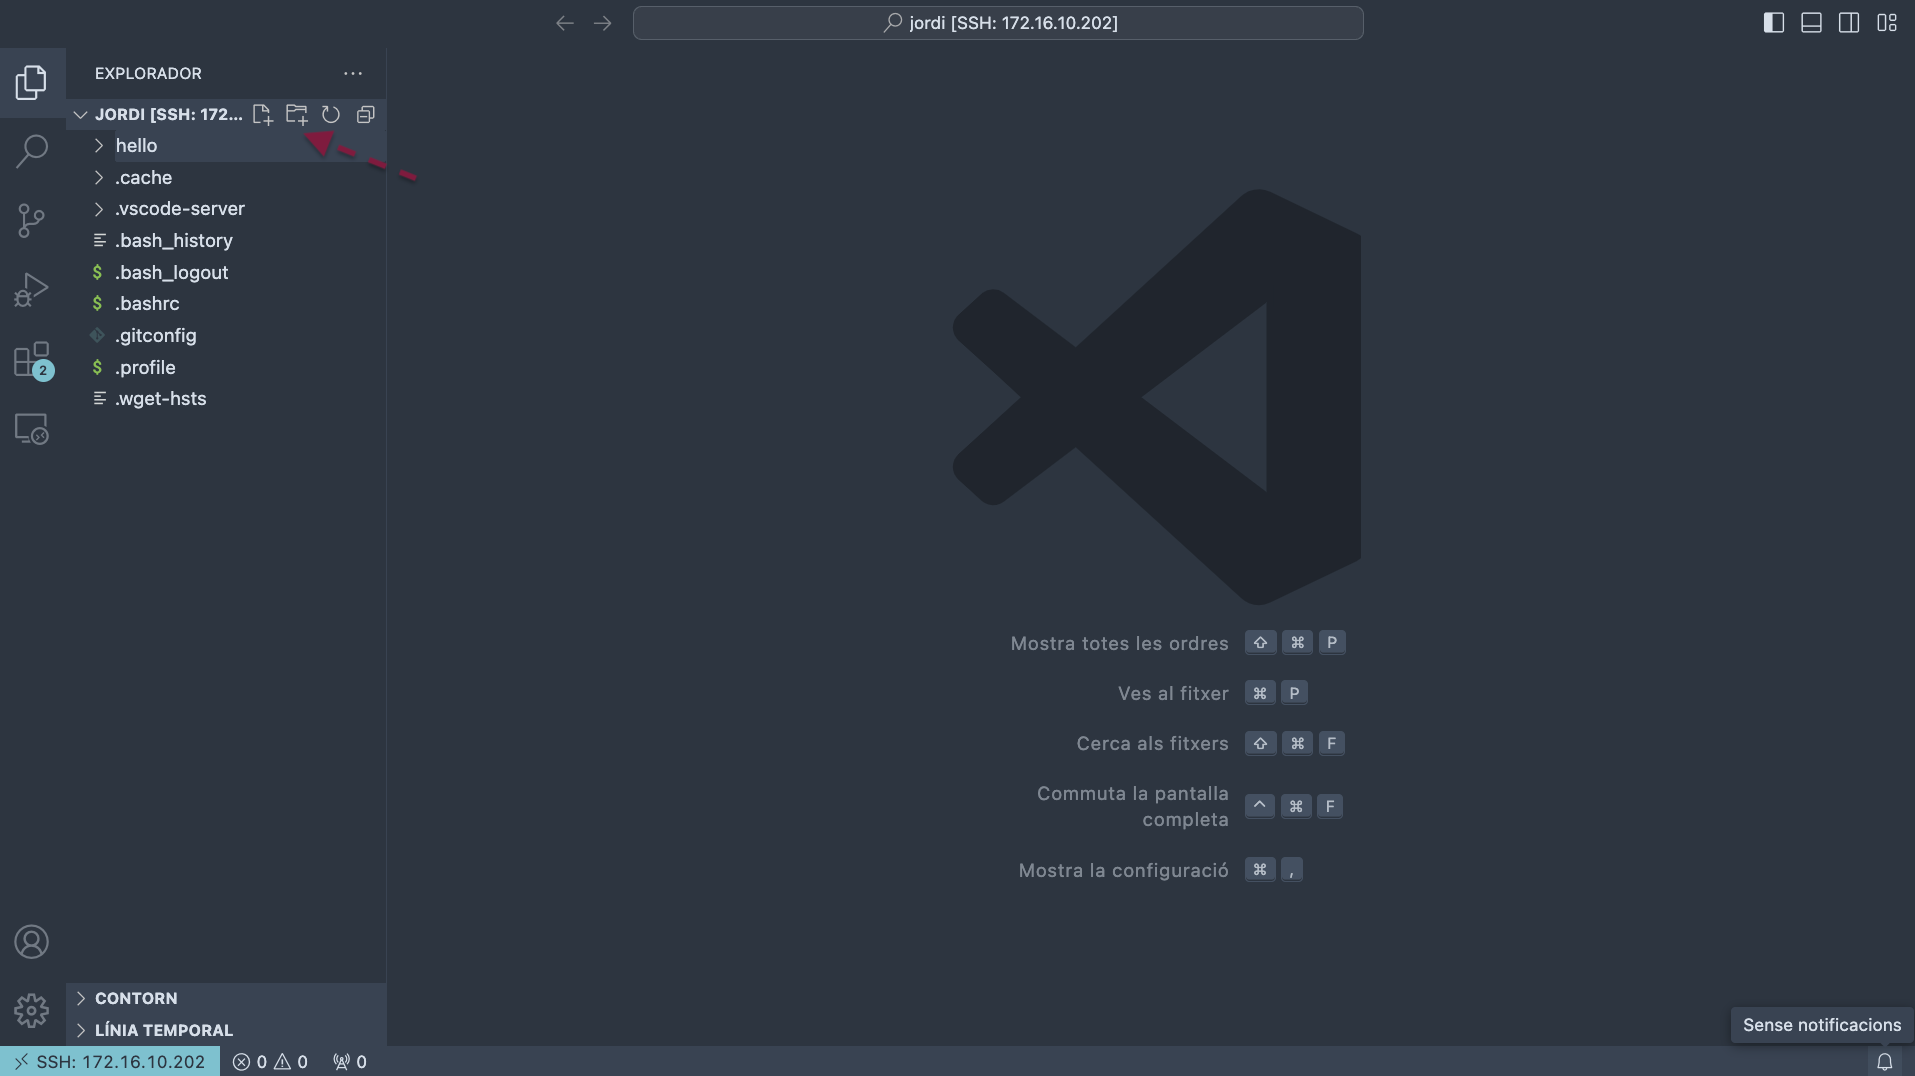 jordi [SSH: 172.16.10.202]
EXPLORADOR
JORDI [SSH: 172...
hello
.cache
.vscode-server
.bash_history
$ .bash_logout
$ .bashrc
.gitconfig
$ .profile
.wget-hsts
2
Mostra totes les ordres ⇧ ⌘ P
Ves al fitxer ⌘ P
Cerca als fitxers ⇧ ⌘ F
Commuta la pantalla
completa ^ ⌘ F
Mostra la configuració ⌘ ,
CONTORN
LÍNIA TEMPORAL
Sense notificacions
SSH: 172.16.10.202 0 0 0